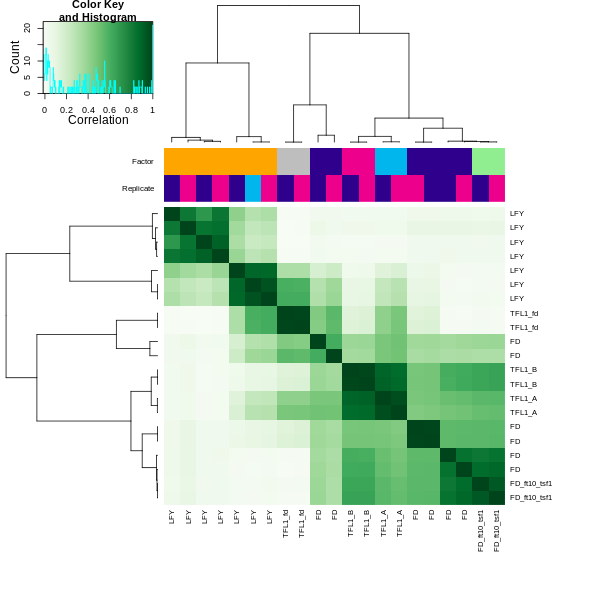 Color Key
and Histogram
Count
0 5 10 20
0 0.2 0.4 0.6 0.8 1
Correlation
Factor
Replicate
LFY
LFY
LFY
LFY
LFY
LFY
LFY
TFL1_fd
TFL1_fd
FD
FD
TFL1_B
TFL1_B
TFL1_A
TFL1_A
FD
FD
FD
FD
FD_ft10_tsf1
FD_ft10_tsf1
LFY
LFY
LFY
LFY
LFY
LFY
LFY
TFL1_fd
TFL1_fd
FD
FD
TFL1_B
TFL1_B
TFL1_A
TFL1_A
FD
FD
FD
FD
FD_ft10_tsf1
FD_ft10_tsf1